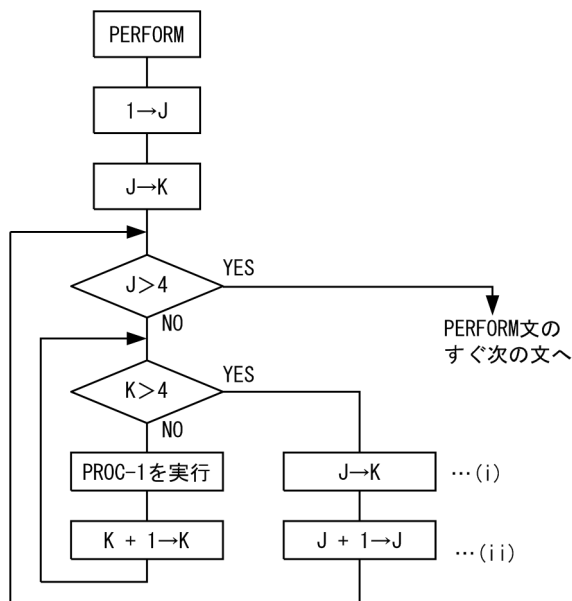 PERFORM
1→J
J→K
J>4
YES
NO
PERFORM文の
すぐ次の文へ
K>4
YES
NO
PROC-1を実行
J→K …(i)
K + 1→K
J + 1→J …(ii)